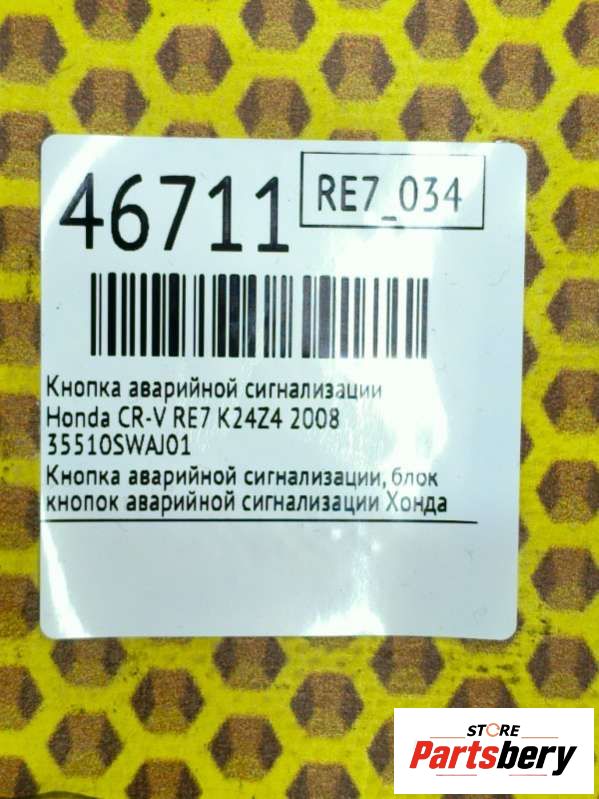 46711
RE7_034
Кнопка аварийной сигнализации
Honda CR-V RE7 K24Z4 2008
35510SWAJ01
Кнопка аварийной сигнализации, блок
кнопок аварийной сигнализации Хонда
STORE
Partsbery